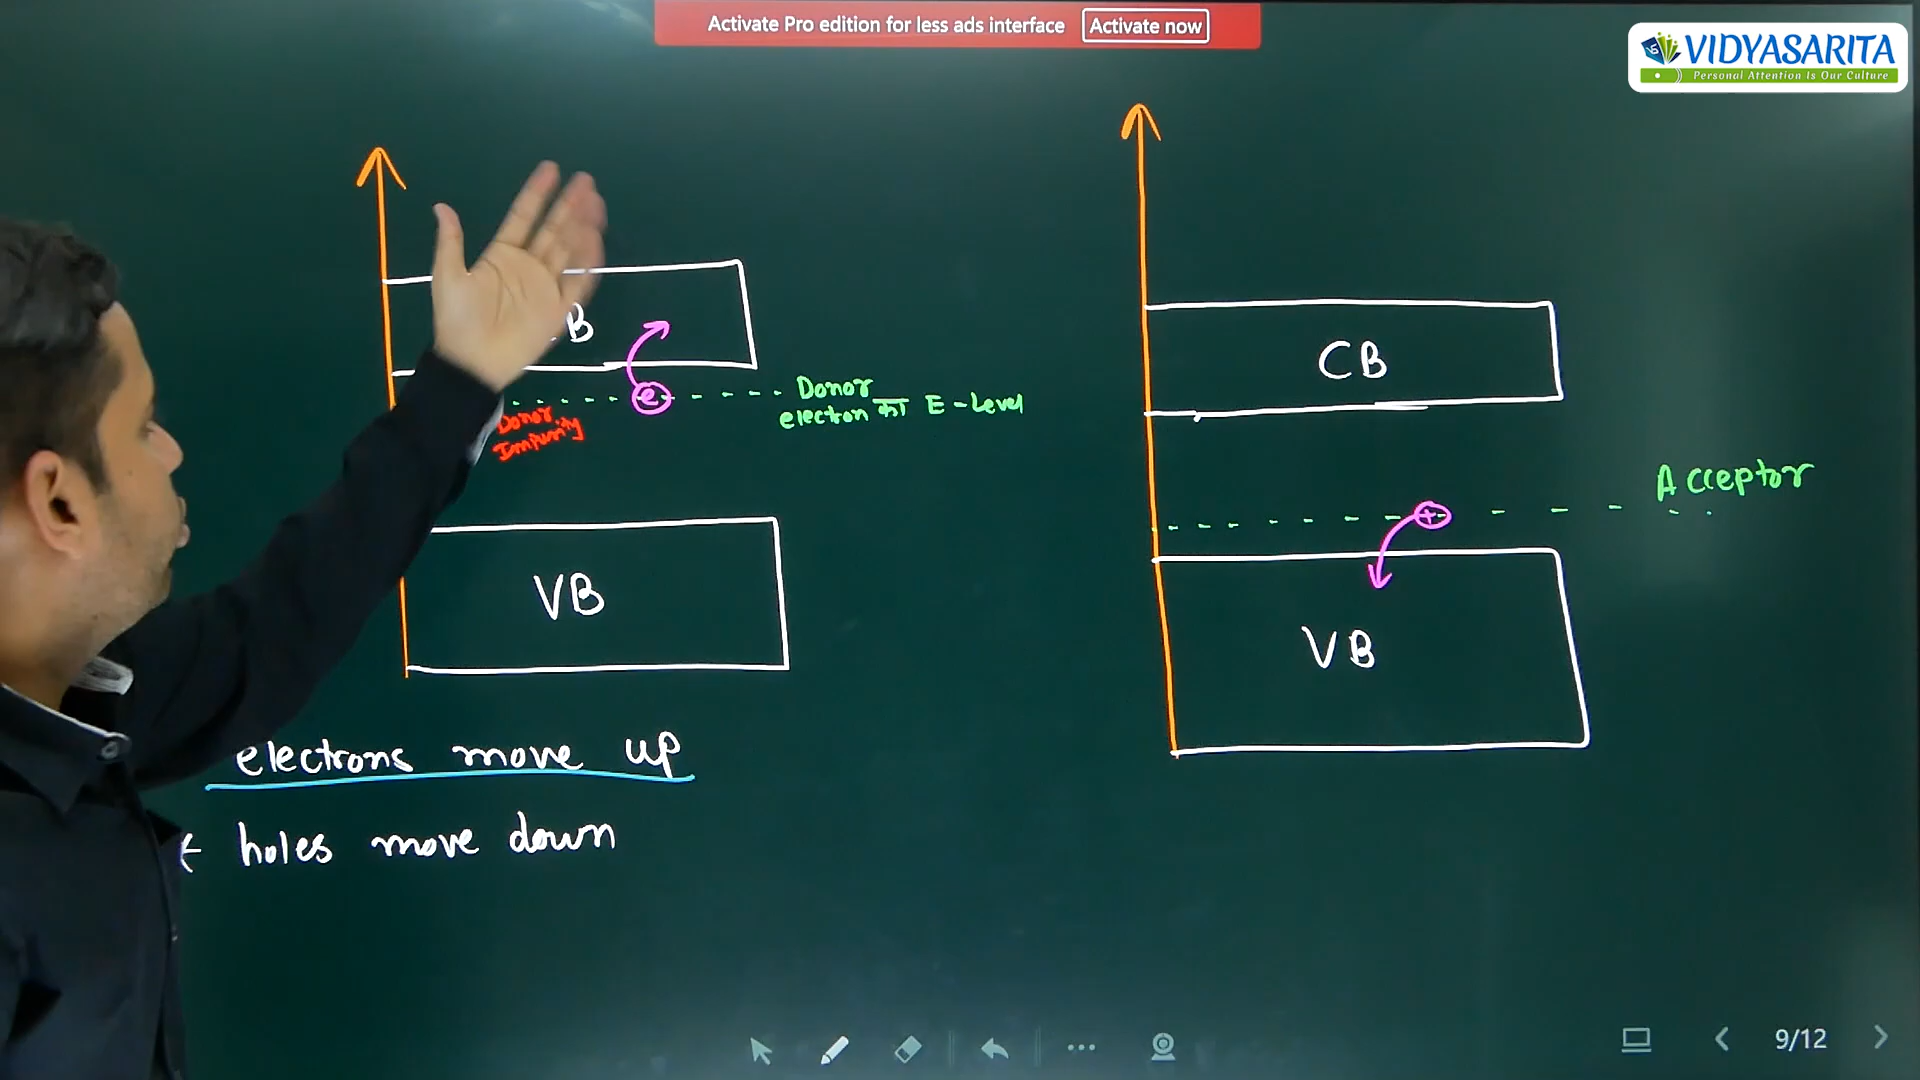 Activate Pro edition for less ads interface Activate now
VIDYASARITA
Personal Attention Is Our Culture
B
Donor
electron का E-Level
Donor
Impurity
VB
electrons move up
holes move down
CB
Acceptor
VB
9/12